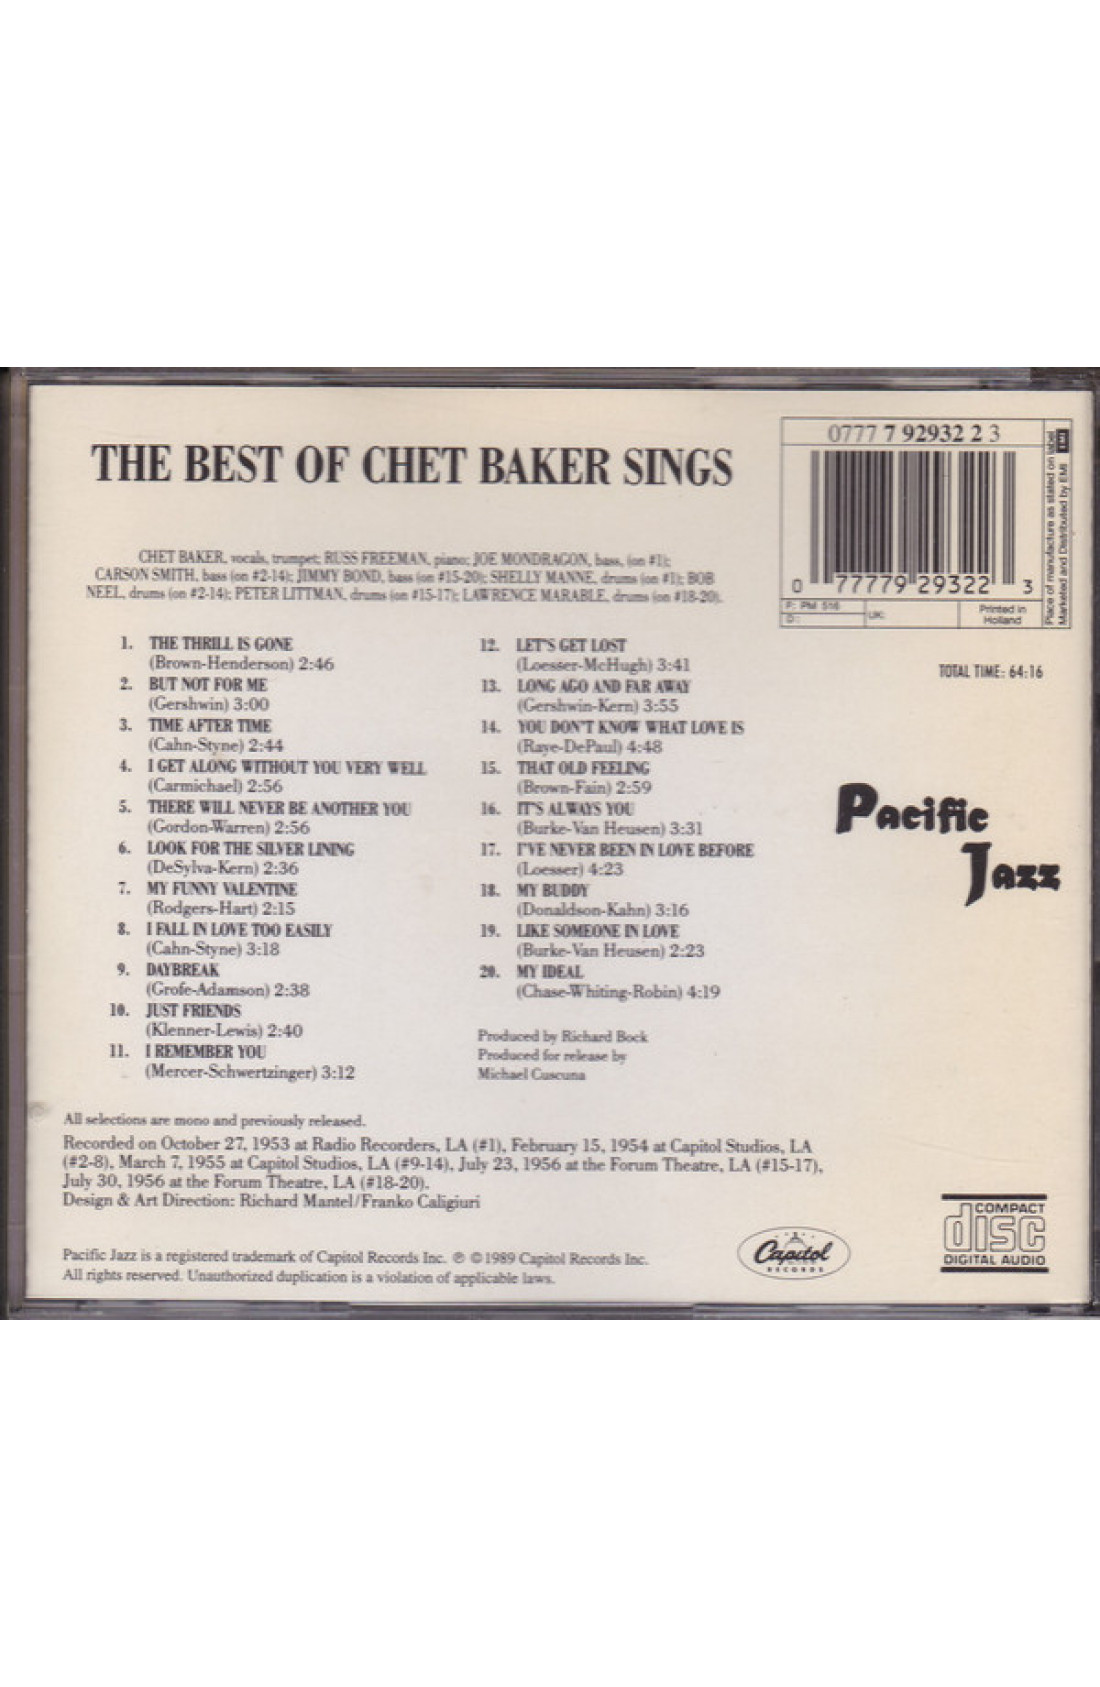 THE BEST OF CHET BAKER SINGS
CHET BAKER, vocals, trumpet; RUSS FREEMAN, piano; JOE MONDRAGON, bass, (on #1);
CARSON SMITH, bass (on #2-14); JIMMY BOND, bass (on #15-20); SHELLY MANNE, drums (on #1); BOB
NEEL, drums (on #2-14); PETER LITTMAN, drums (on #15-17); LAWRENCE MARABLE, drums (on #18-20).
1. THE THRILL IS GONE
(Brown-Henderson) 2:46
2. BUT NOT FOR ME
(Gershwin) 3:00
3. TIME AFTER TIME
(Cahn-Styne) 2:44
4. I GET ALONG WITHOUT YOU VERY WELL
(Carmichael) 2:56
5. THERE WILL NEVER BE ANOTHER YOU
(Gordon-Warren) 2:56
6. LOOK FOR THE SILVER LINING
(DeSylva-Kern) 2:36
7. MY FUNNY VALENTINE
(Rodgers-Hart) 2:15
8. I FALL IN LOVE TOO EASILY
(Cahn-Styne) 3:18
9. DAYBREAK
(Grofe-Adamson) 2:38
10. JUST FRIENDS
(Klenner-Lewis) 2:40
11. I REMEMBER YOU
(Mercer-Schwertzinger) 3:12
12. LET'S GET LOST
(Loesser-McHugh) 3:41
13. LONG AGO AND FAR AWAY
(Gershwin-Kern) 3:55
14. YOU DON'T KNOW WHAT LOVE IS
(Raye-DePaul) 4:48
15. THAT OLD FEELING
(Brown-Fain) 2:59
16. IT'S ALWAYS YOU
(Burke-Van Heusen) 3:31
17. I'VE NEVER BEEN IN LOVE BEFORE
(Loesser) 4:23
18. MY BUDDY
(Donaldson-Kahn) 3:16
19. LIKE SOMEONE IN LOVE
(Burke-Van Heusen) 2:23
20. MY IDEAL
(Chase-Whiting-Robin) 4:19
Produced by Richard Bock
Produced for release by
Michael Cuscuna
0777 7 92932 2 3
0 77779 29322 3
F: PM 516
D:
UK:
Printed in
Holland
Place of manufacture as stated on label
Marketed and Distributed by EMI EMI
TOTAL TIME: 64:16
Pacific
Jazz
All selections are mono and previously released.
Recorded on October 27, 1953 at Radio Recorders, LA (#1), February 15, 1954 at Capitol Studios, LA
(#2-8), March 7, 1955 at Capitol Studios, LA (#9-14), July 23, 1956 at the Forum Theatre, LA (#15-17),
July 30, 1956 at the Forum Theatre, LA (#18-20).
Design & Art Direction: Richard Mantel/Franko Caligiuri
Pacific Jazz is a registered trademark of Capitol Records Inc. ℗ ©1989 Capitol Records Inc.
All rights reserved. Unauthorized duplication is a violation of applicable laws.
Capitol
RECORDS
COMPACT
disc
DIGITAL AUDIO